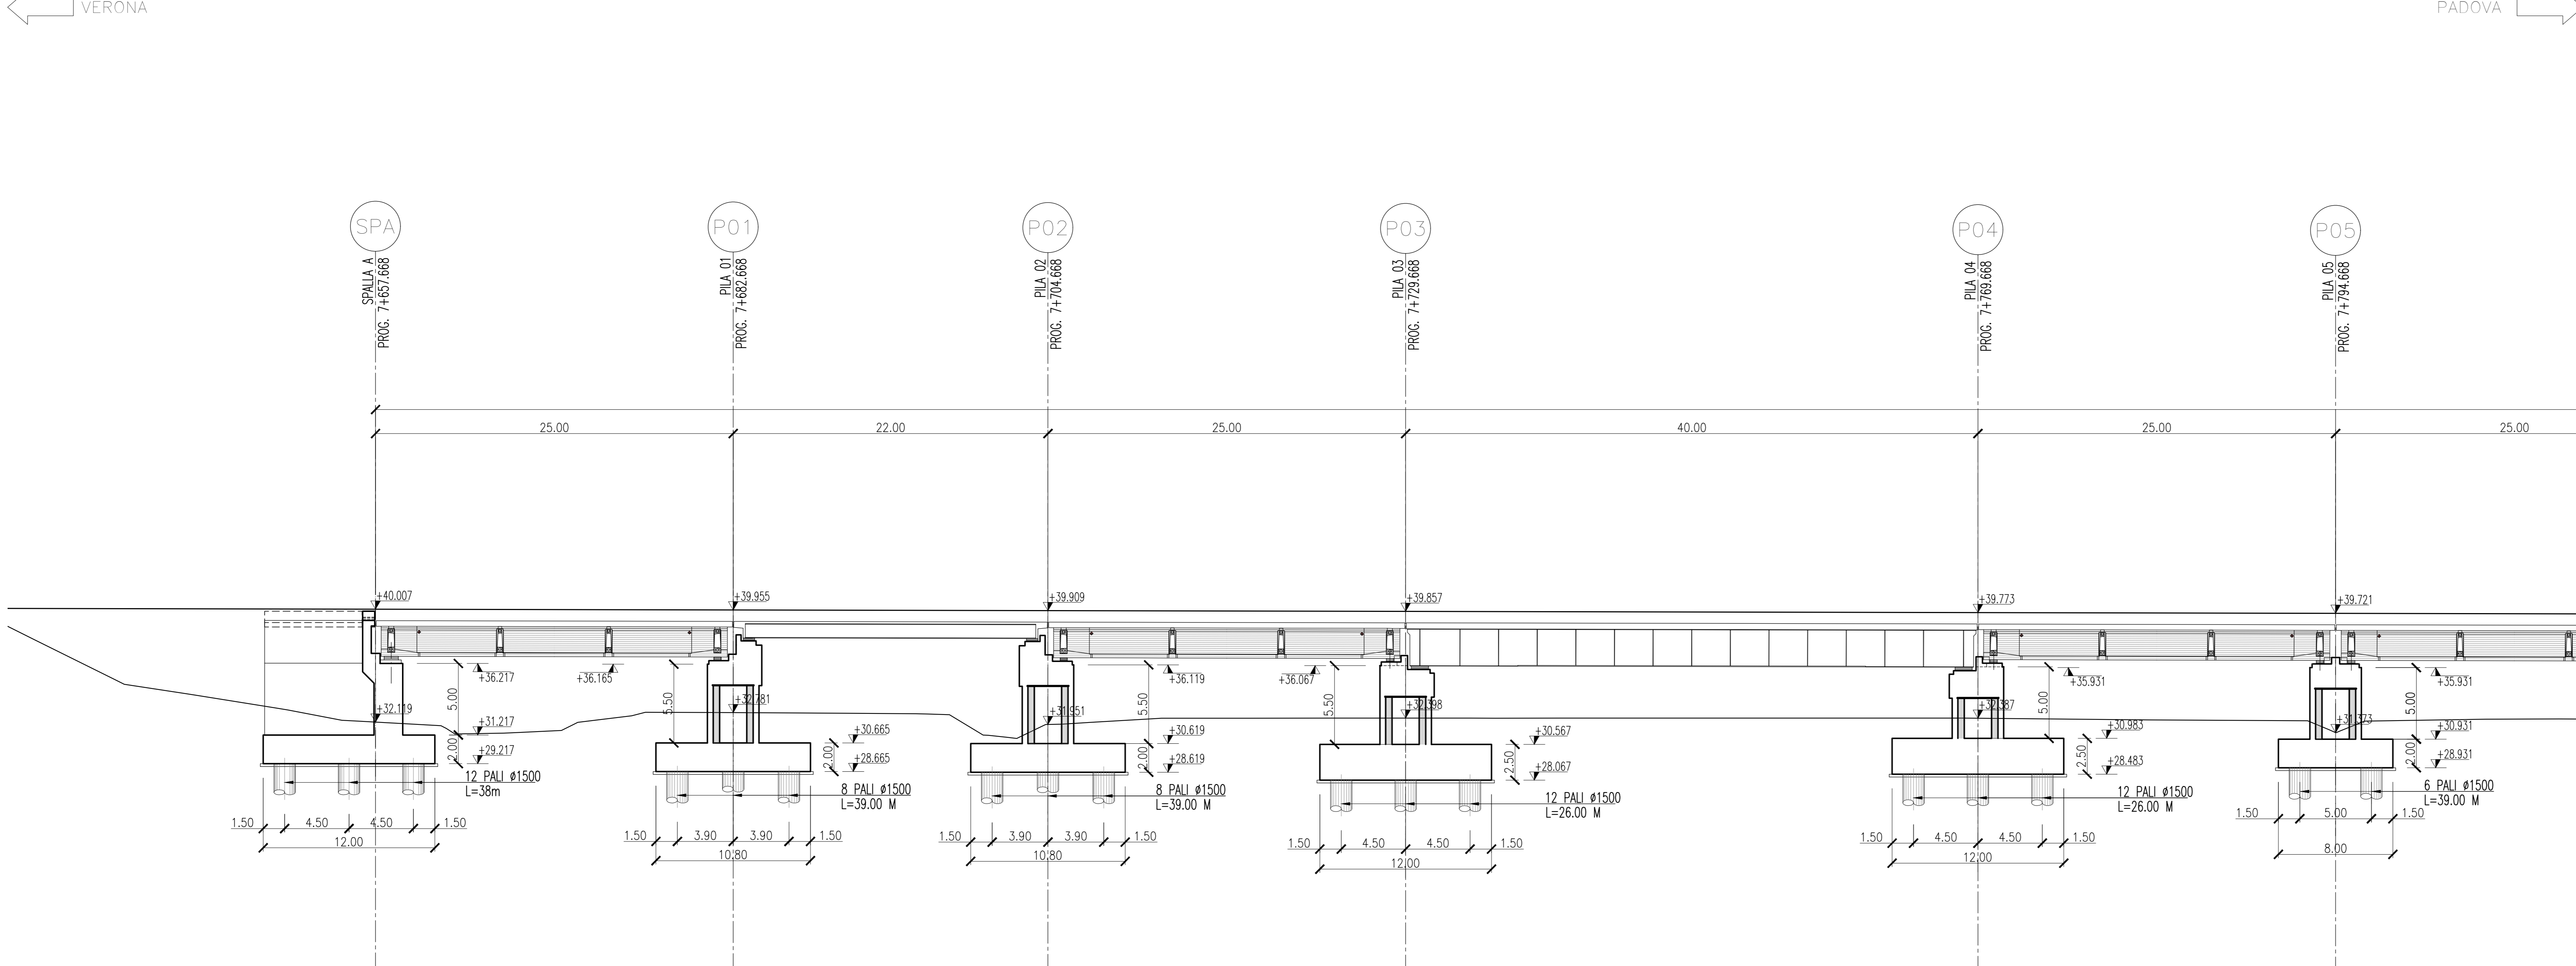 VERONA
PADOVA
SPA
P01
P02
P03
P04
P05
SPALLA A
PROG. 7+657.668
PILA 01
PROG. 7+682.668
PILA 02
PROG. 7+704.668
PILA 03
PROG. 7+729.668
PILA 04
PROG. 7+769.668
PILA 05
PROG. 7+794.668
25.00
22.00
25.00
40.00
25.00
25.00
+40.007
+39.955
+39.909
+39.857
+39.773
+39.721
+36.217
+36.165
+36.119
+36.067
+35.931
+35.931
5.00
5.50
5.50
5.50
5.00
5.00
+32.119
+32.781
+31.951
+32.398
+32.387
+31.373
+31.217
+30.665
+30.619
+30.567
+30.983
+30.931
2.00
2.00
2.00
2.50
2.50
2.00
+29.217
+28.665
+28.619
+28.067
+28.483
+28.931
12 PALI ø1500
L=38m
8 PALI ø1500
L=39.00 M
8 PALI ø1500
L=39.00 M
12 PALI ø1500
L=26.00 M
12 PALI ø1500
L=26.00 M
6 PALI ø1500
L=39.00 M
1.50 4.50 4.50 1.50
12.00
1.50 3.90 3.90 1.50
10.80
1.50 3.90 3.90 1.50
10.80
1.50 4.50 4.50 1.50
12.00
1.50 4.50 4.50 1.50
12.00
1.50 5.00 1.50
8.00